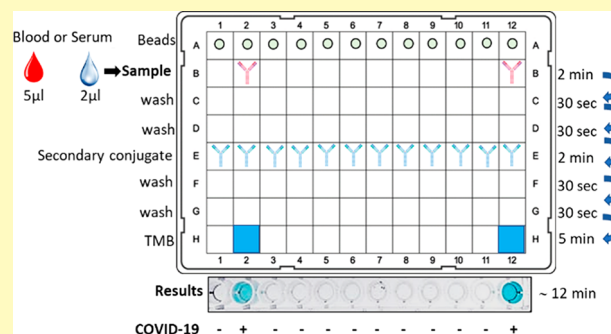 Blood or Serum
5µl 2µl
1 2 3 4 5 6 7 8 9 10 11 12
Beads A A
Sample B B 2 min
wash C C 30 sec
wash D D 30 sec
Secondary conjugate E E 2 min
wash F F 30 sec
wash G G 30 sec
TMB H H 5 min
1 2 3 4 5 6 7 8 9 10 11 12
Results ~ 12 min
COVID-19 - + - - - - - - - - - +